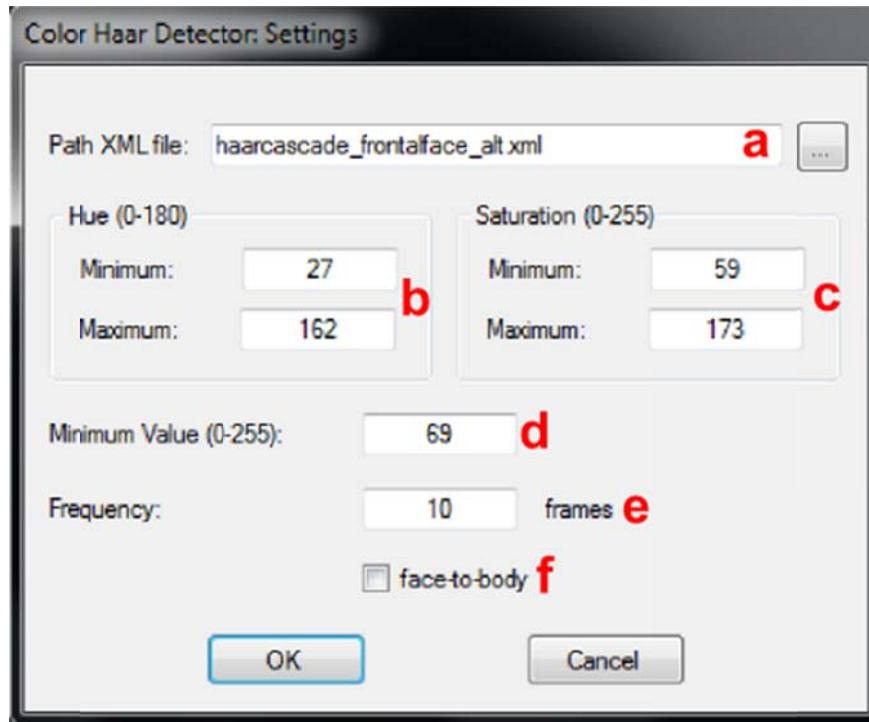 Color Haar Detector: Settings
Path XML file: haarcascade_frontalface_alt.xml a ...
Hue (0-180) Saturation (0-255)
Minimum: 27 Minimum: 59
b c
Maximum: 162 Maximum: 173
Minimum Value (0-255): 69 d
Frequency: 10 frames e
face-to-body f
OK Cancel